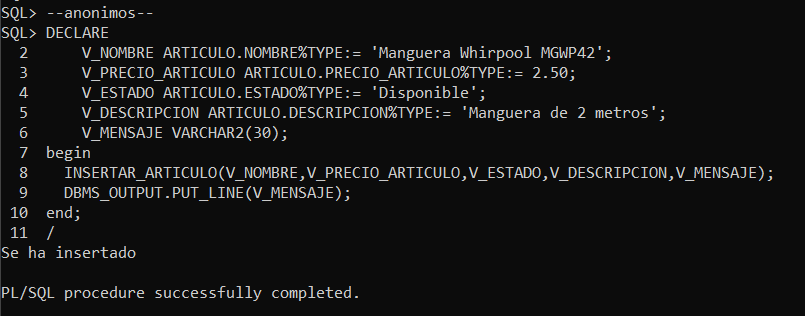 SQL> --anonimos--
SQL> DECLARE
  2      V_NOMBRE ARTICULO.NOMBRE%TYPE:= 'Manguera Whirpool MGWP42';
  3      V_PRECIO_ARTICULO ARTICULO.PRECIO_ARTICULO%TYPE:= 2.50;
  4      V_ESTADO ARTICULO.ESTADO%TYPE:= 'Disponible';
  5      V_DESCRIPCION ARTICULO.DESCRIPCION%TYPE:= 'Manguera de 2 metros';
  6      V_MENSAJE VARCHAR2(30);
  7  begin
  8    INSERTAR_ARTICULO(V_NOMBRE,V_PRECIO_ARTICULO,V_ESTADO,V_DESCRIPCION,V_MENSAJE);
  9    DBMS_OUTPUT.PUT_LINE(V_MENSAJE);
 10  end;
 11  /
Se ha insertado

PL/SQL procedure successfully completed.